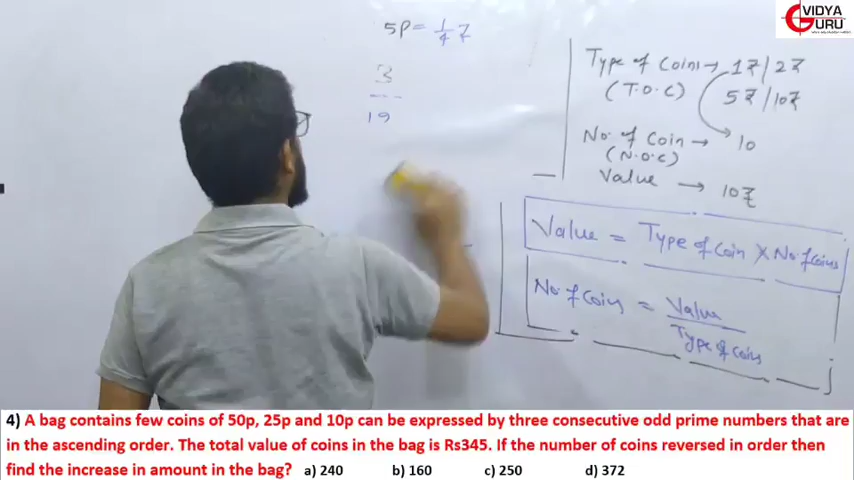 VIDYA
GURU
5P = 1/4 ₹
3
19
Type of Coins → 1₹/2₹
(T.O.C) 5₹/10₹
No. of Coin → 10
(N.O.C)
Value → 10₹
Value = Type of Coin X No. of Coins
No. of Coin = Value
Type of Coins
4) A bag contains few coins of 50p, 25p and 10p can be expressed by three consecutive odd prime numbers that are
in the ascending order. The total value of coins in the bag is Rs345. If the number of coins reversed in order then
find the increase in amount in the bag? a) 240 b) 160 c) 250 d) 372